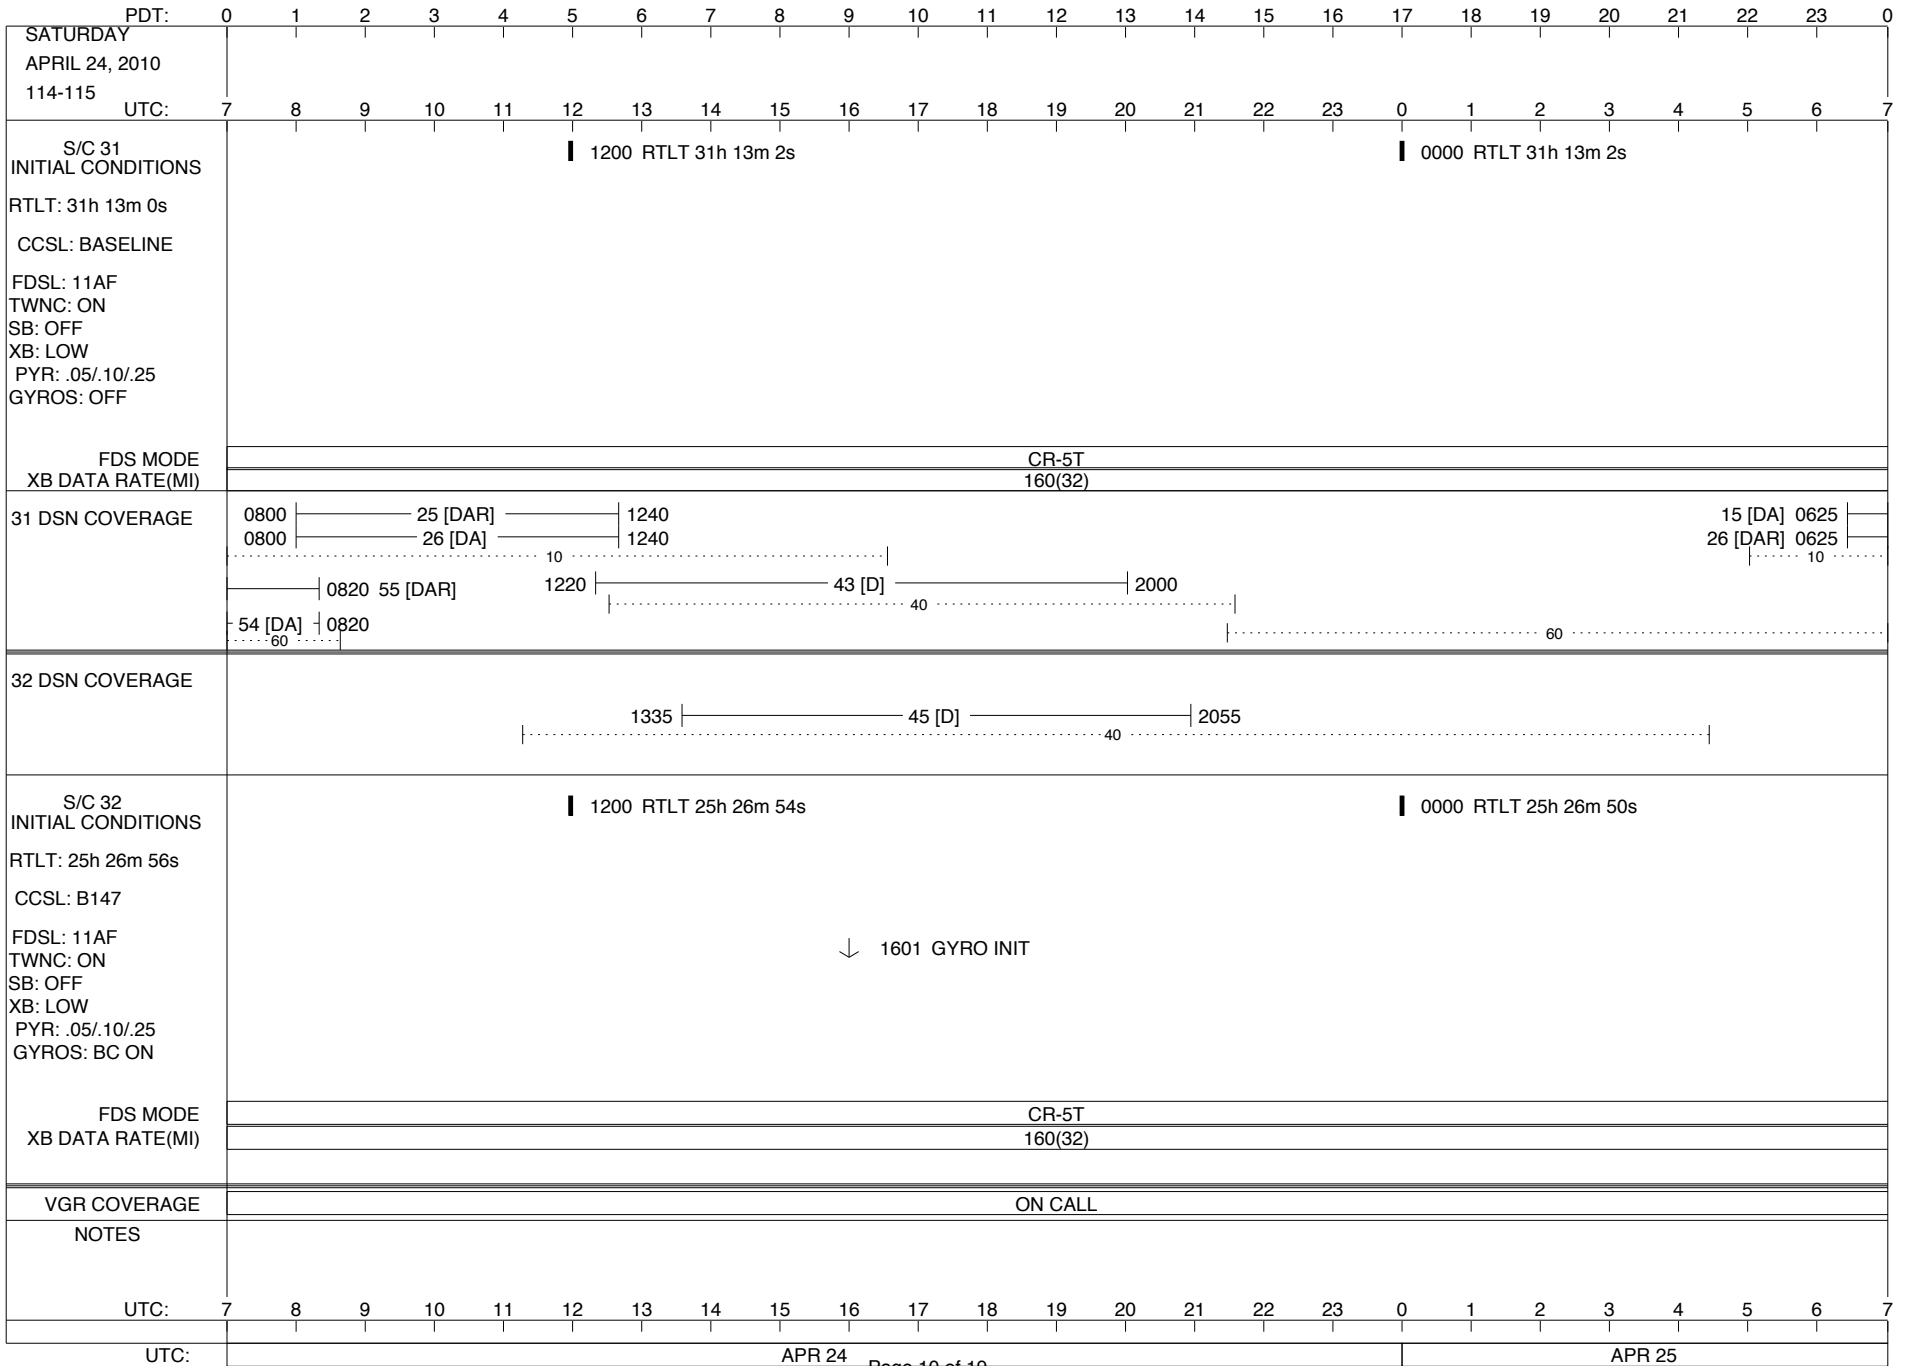 PDT: 0 1 2 3 4 5 6 7 8 9 10 11 12 13 14 15 16 17 18 19 20 21 22 23 0
SATURDAY
APRIL 24, 2010
114-115
UTC: 7 8 9 10 11 12 13 14 15 16 17 18 19 20 21 22 23 0 1 2 3 4 5 6 7
S/C 31
INITIAL CONDITIONS
1200 RTLT 31h 13m 2s
0000 RTLT 31h 13m 2s
RTLT: 31h 13m 0s
CCSL: BASELINE
FDSL: 11AF
TWNC: ON
SB: OFF
XB: LOW
PYR: .05/.10/.25
GYROS: OFF
FDS MODE CR-5T
XB DATA RATE(MI) 160(32)
31 DSN COVERAGE
0800 25 [DAR] 1240 15 [DA] 0625
0800 26 [DA] 1240 26 [DAR] 0625
10 10
0820 55 [DAR] 1220 43 [D] 2000
40
54 [DA] 0820
60 60
32 DSN COVERAGE
1335 45 [D] 2055
40
S/C 32
INITIAL CONDITIONS
1200 RTLT 25h 26m 54s
0000 RTLT 25h 26m 50s
RTLT: 25h 26m 56s
CCSL: B147
FDSL: 11AF
1601 GYRO INIT
TWNC: ON
SB: OFF
XB: LOW
PYR: .05/.10/.25
GYROS: BC ON
FDS MODE CR-5T
XB DATA RATE(MI) 160(32)
VGR COVERAGE ON CALL
NOTES
UTC: 7 8 9 10 11 12 13 14 15 16 17 18 19 20 21 22 23 0 1 2 3 4 5 6 7
UTC: APR 24 APR 25